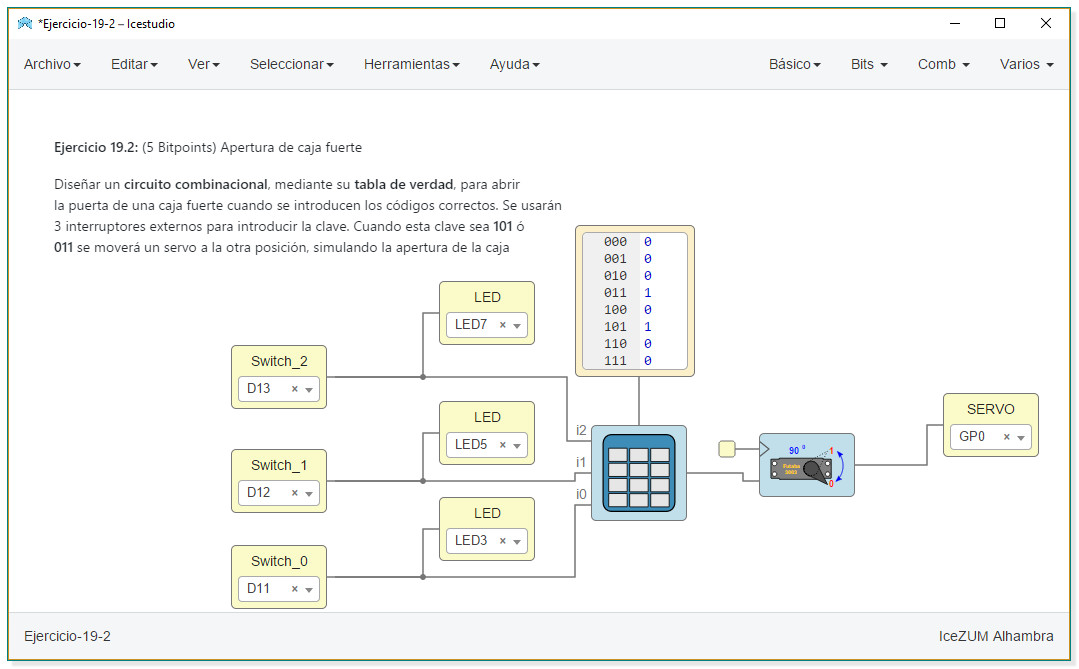 *Ejercicio-19-2 – Icestudio
Archivo Editar Ver Seleccionar Herramientas Ayuda Básico Bits Comb Varios
Ejercicio 19.2: (5 Bitpoints) Apertura de caja fuerte
Diseñar un circuito combinacional, mediante su tabla de verdad, para abrir
la puerta de una caja fuerte cuando se introducen los códigos correctos. Se usarán
3 interruptores externos para introducir la clave. Cuando esta clave sea 101 ó
011 se moverá un servo a la otra posición, simulando la apertura de la caja
000 0
001 0
010 0
011 1
100 0
101 1
110 0
111 0
LED
LED7
Switch_2
D13
LED
LED5
Switch_1
D12
LED
LED3
Switch_0
D11
i2
i1
i0
90 º
1
Futaba
3003
0
SERVO
GP0
Ejercicio-19-2
IceZUM Alhambra